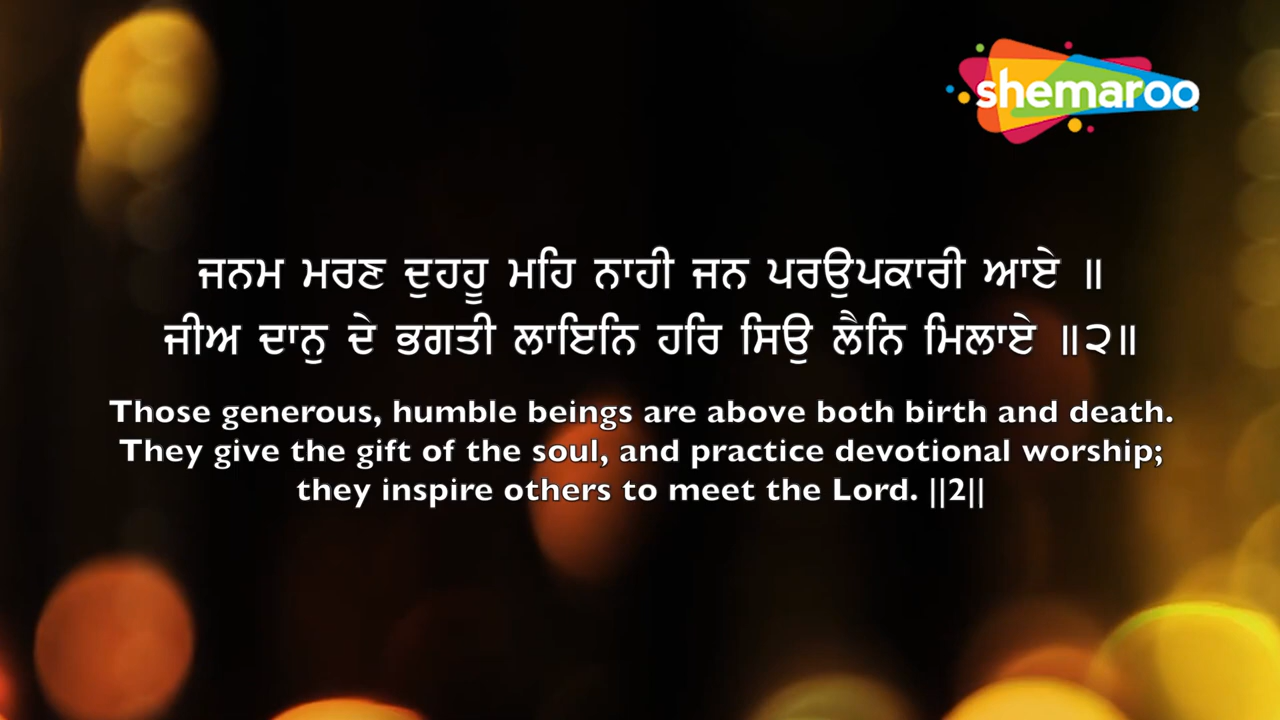 shemaroo
ਜਨਮ ਮਰਣ ਦੁਹਹੂ ਮਹਿ ਨਾਹੀ ਜਨ ਪਰਉਪਕਾਰੀ ਆਏ ॥
ਜੀਅ ਦਾਨੁ ਦੇ ਭਗਤੀ ਲਾਇਨਿ ਹਰਿ ਸਿਉ ਲੈਨਿ ਮਿਲਾਏ ॥੨॥
Those generous, humble beings are above both birth and death.
They give the gift of the soul, and practice devotional worship;
they inspire others to meet the Lord. ||2||